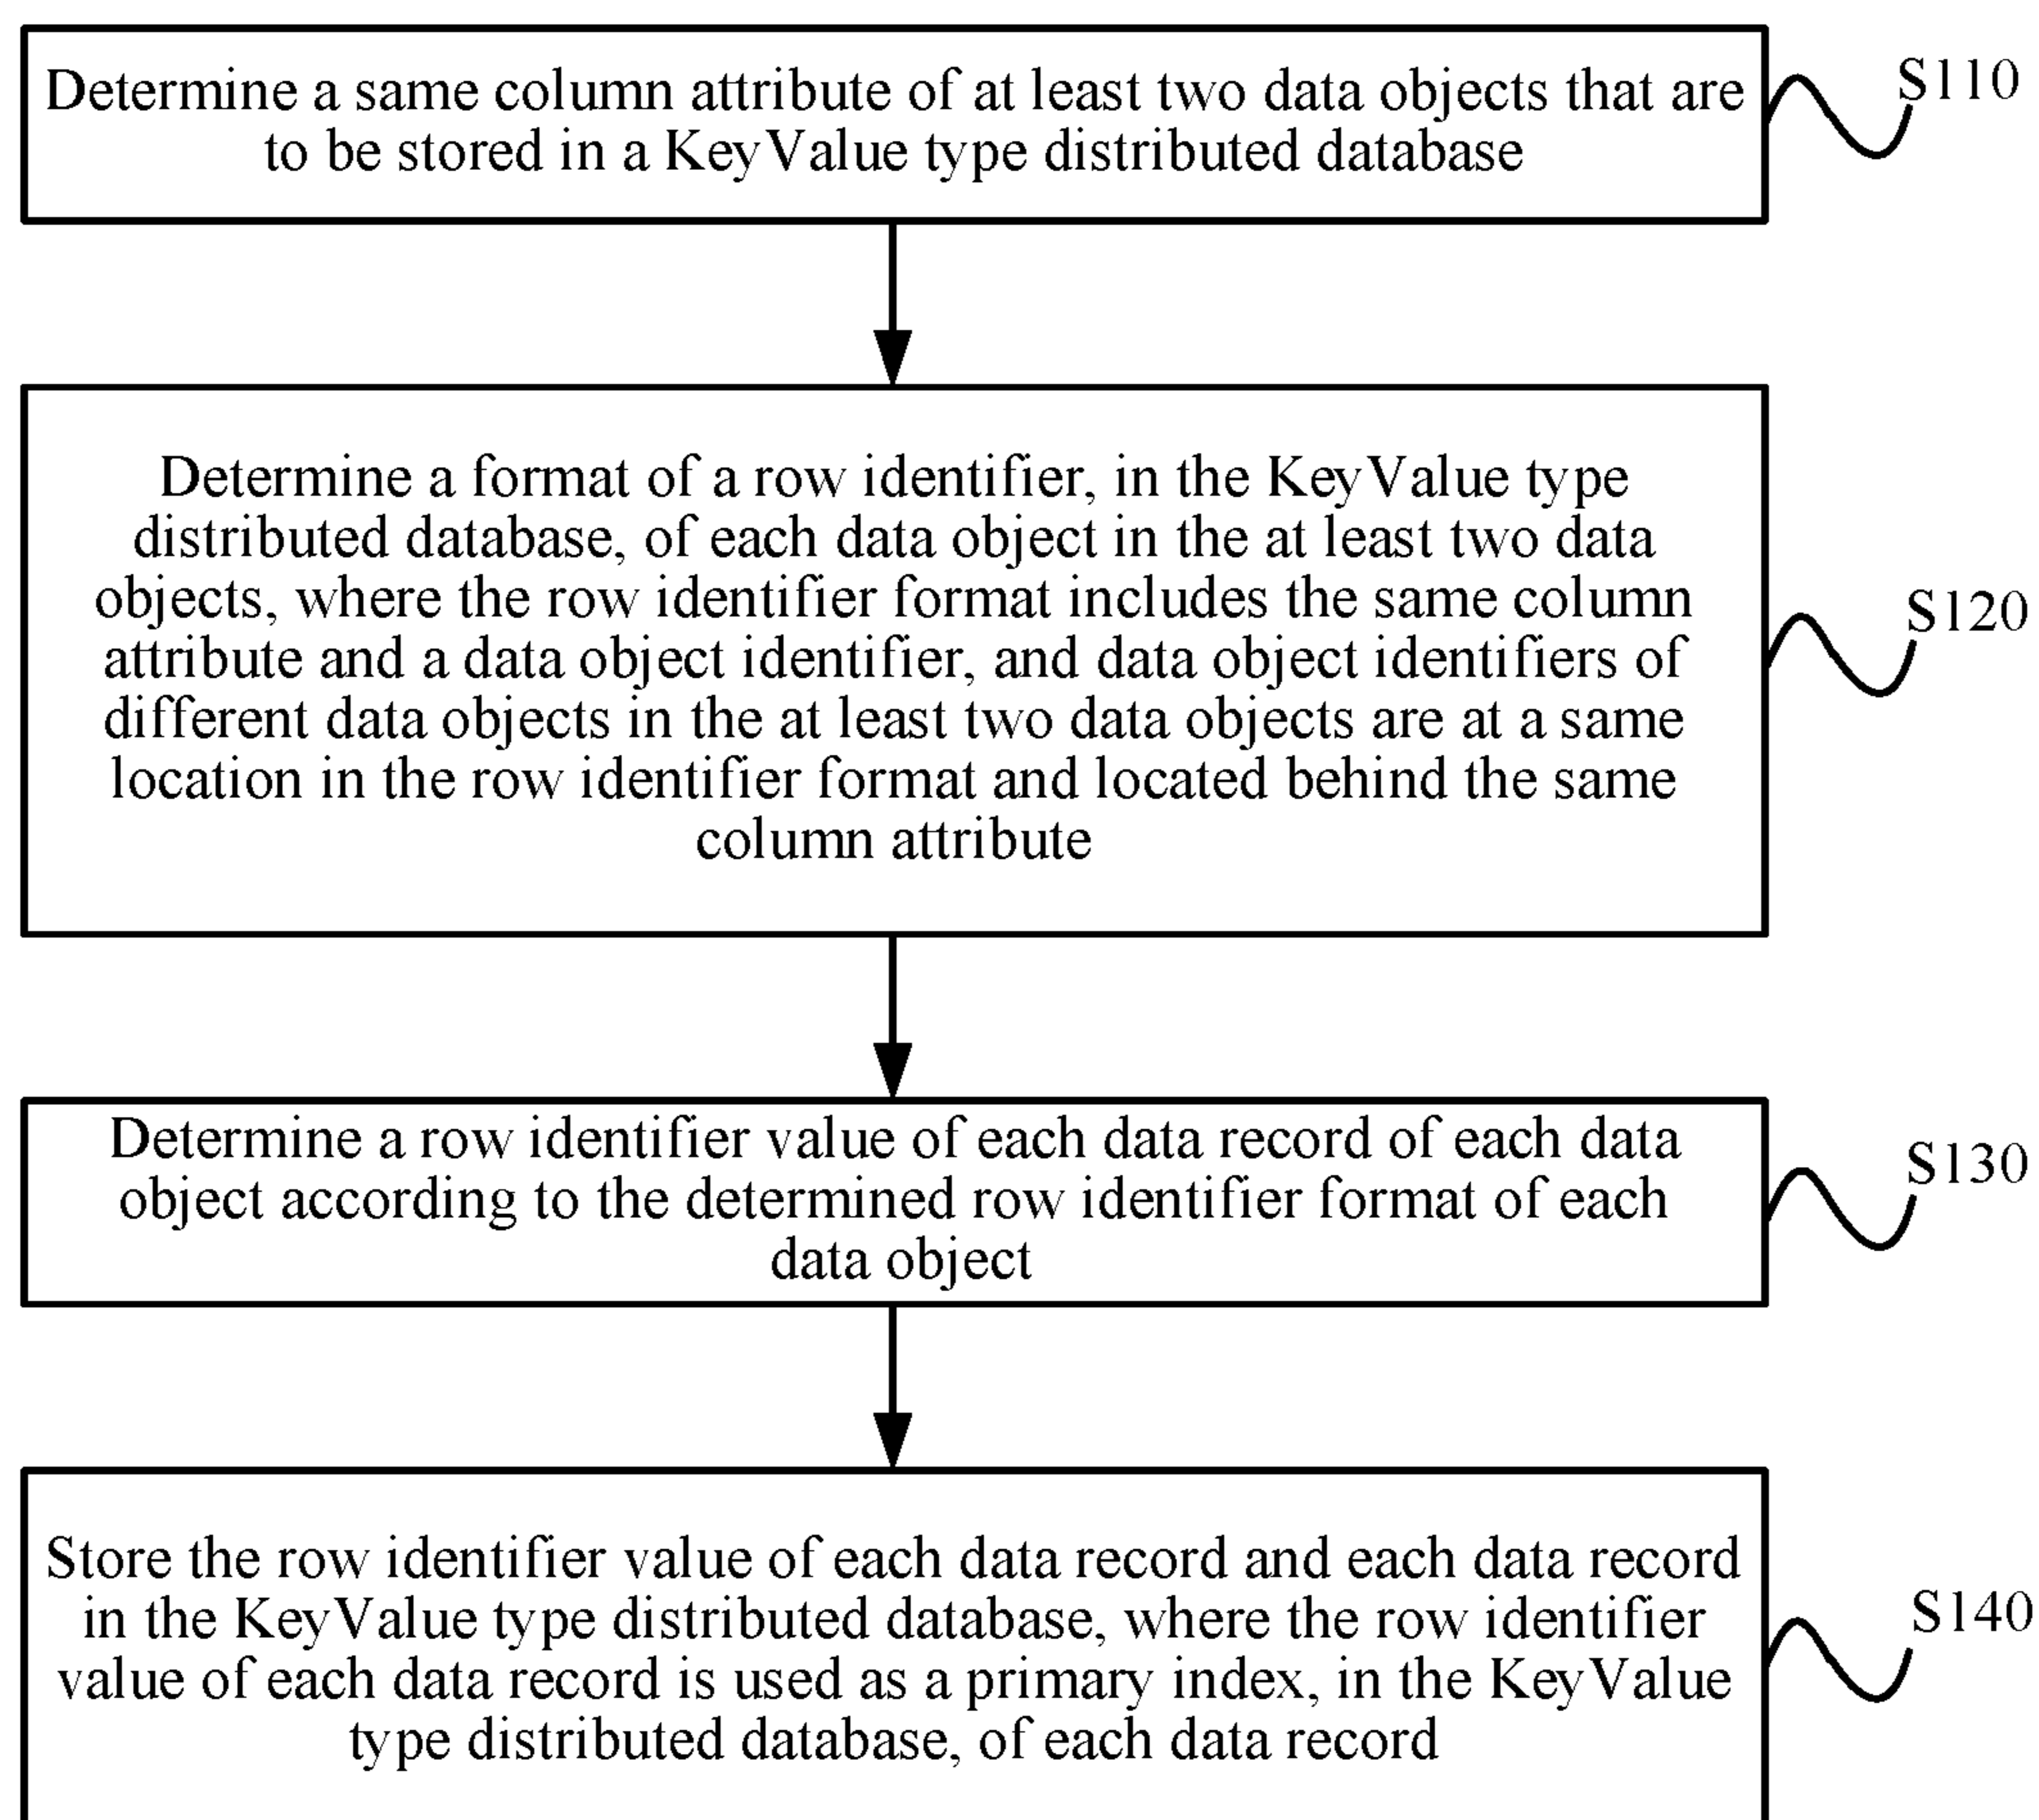 Determine a same column attribute of at least two data objects that are
to be stored in a KeyValue type distributed database
S110
Determine a format of a row identifier, in the KeyValue type
distributed database, of each data object in the at least two data
objects, where the row identifier format includes the same column
attribute and a data object identifier, and data object identifiers of
different data objects in the at least two data objects are at a same
location in the row identifier format and located behind the same
column attribute
S120
Determine a row identifier value of each data record of each data
object according to the determined row identifier format of each
data object
S130
Store the row identifier value of each data record and each data record
in the KeyValue type distributed database, where the row identifier
value of each data record is used as a primary index, in the KeyValue
type distributed database, of each data record
S140